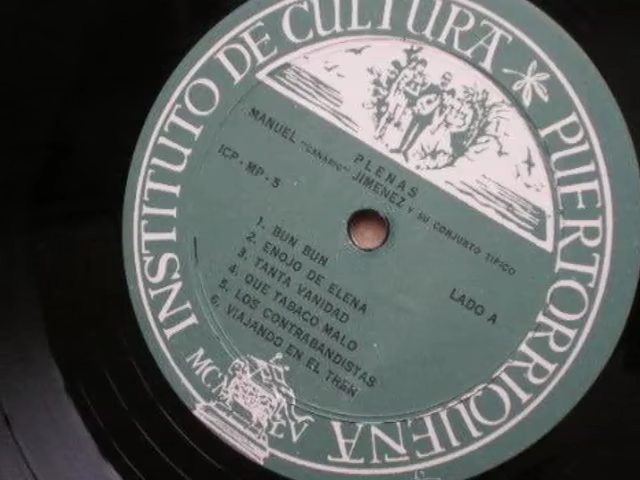 INSTITUTO DE CULTURA PUERTORRIQUEÑA
PLENAS
MANUEL "CANARIO" JIMENEZ Y SU CONJUNTO TIPICO
ICP - MP - 5
LADO A
1. BUN BUN
2. ENOJO DE ELENA
3. TANTA VANIDAD
4. QUE TABACO MALO
5. LOS CONTRABANDISTAS
6. VIAJANDO EN EL TREN